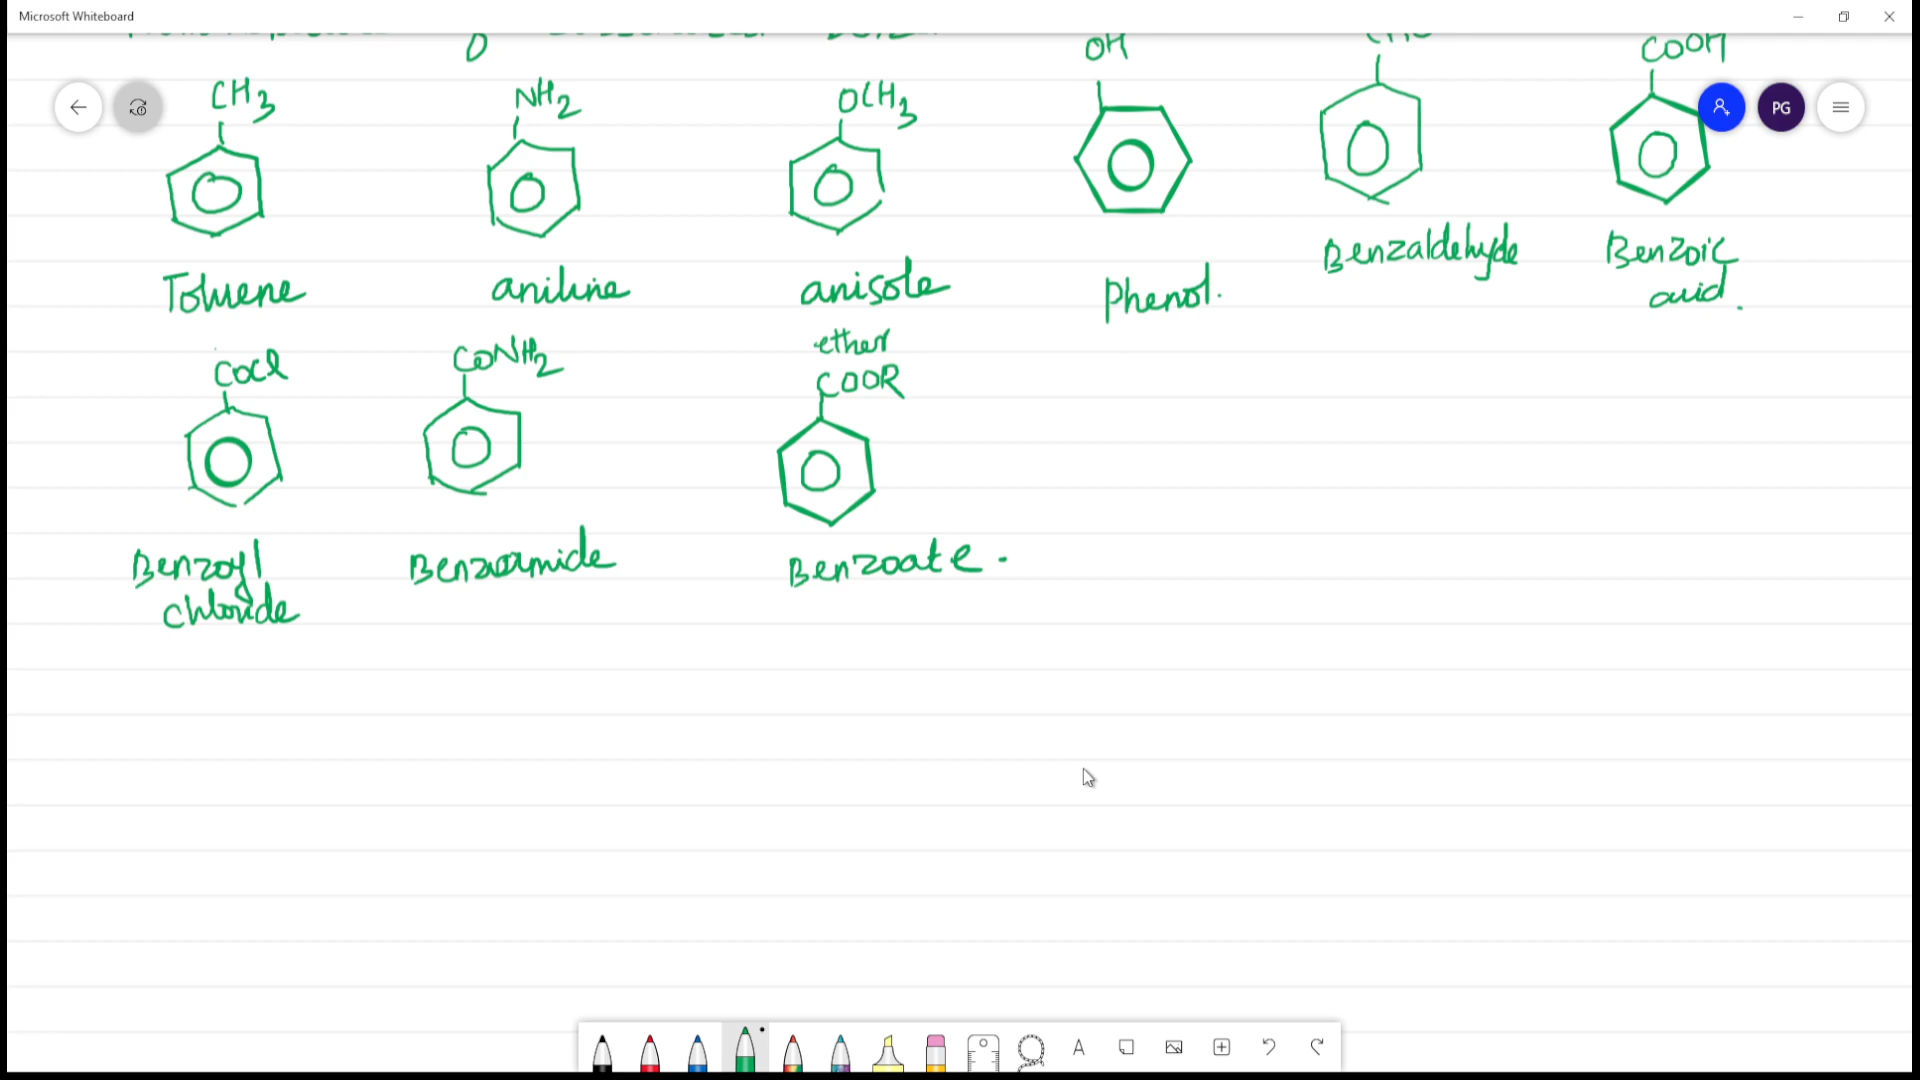 Microsoft Whiteboard
OH
COOH
CH3
NH2
OCH3
PG
Toluene
aniline
anisole
Phenol.
Benzaldehyde
Benzoic
acid.
ether
COCl
CONH2
COOR
Benzoyl
chloride
Benzamide
Benzoate.
A